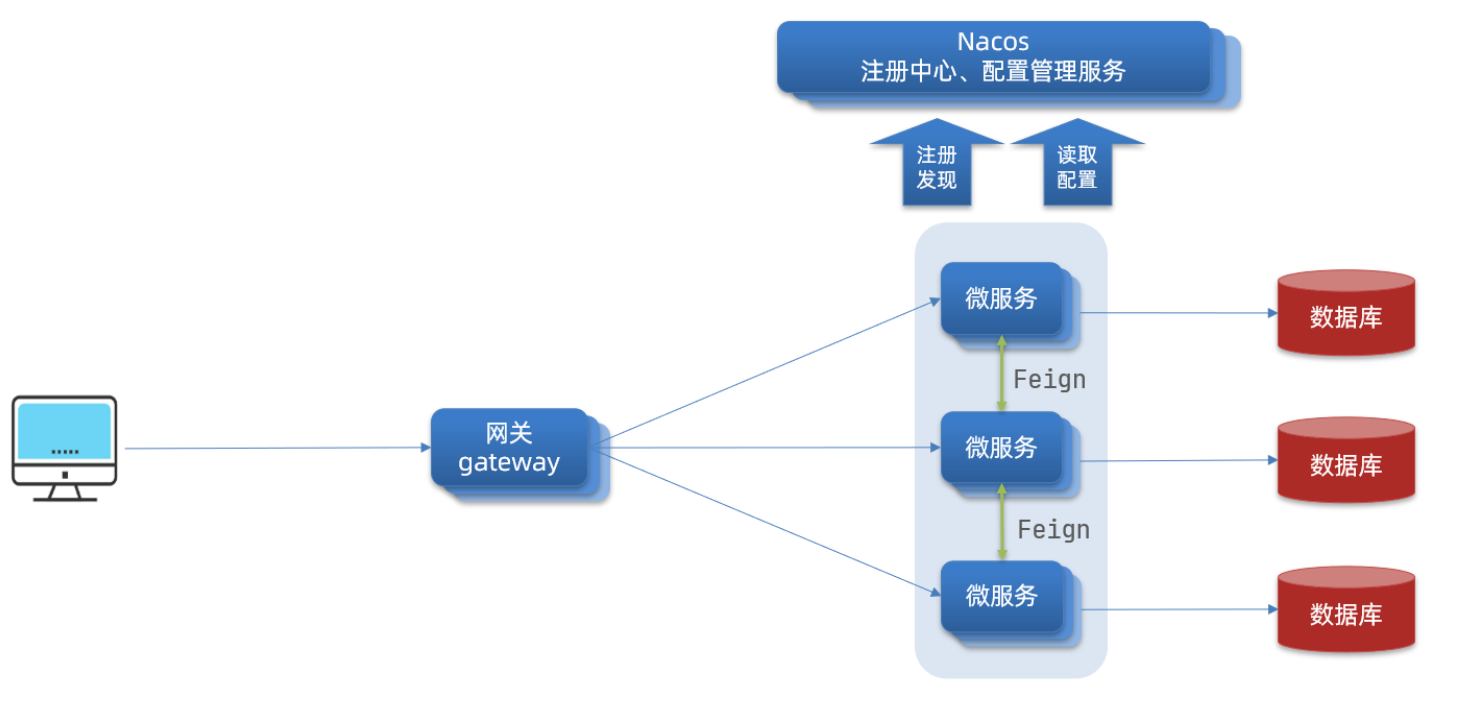 Nacos
注册中心、配置管理服务
注册
发现
读取
配置
微服务
数据库
Feign
网关
gateway
微服务
数据库
Feign
微服务
数据库